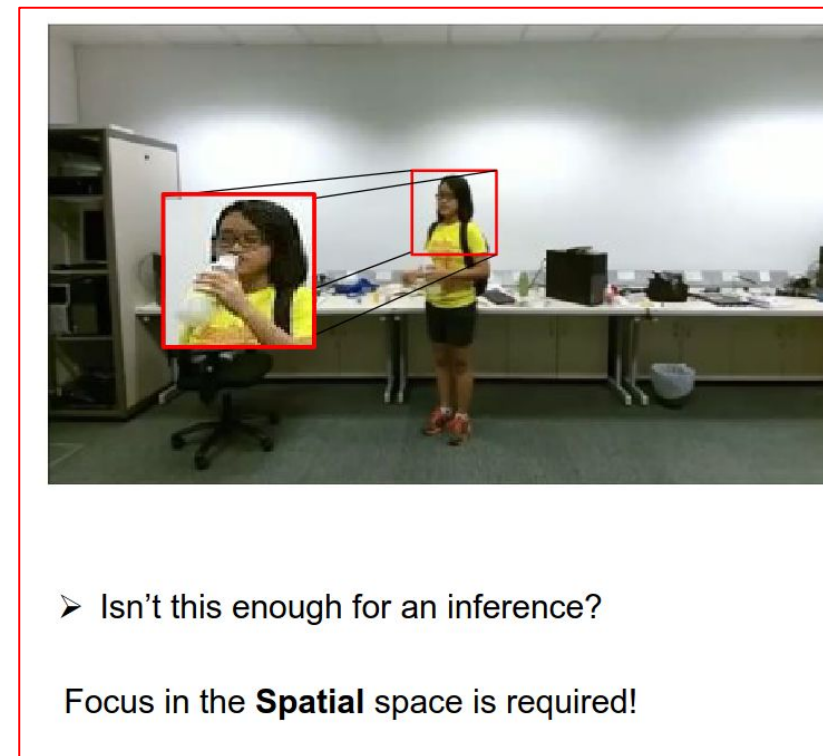 ➢ Isn't this enough for an inference?
Focus in the Spatial space is required!